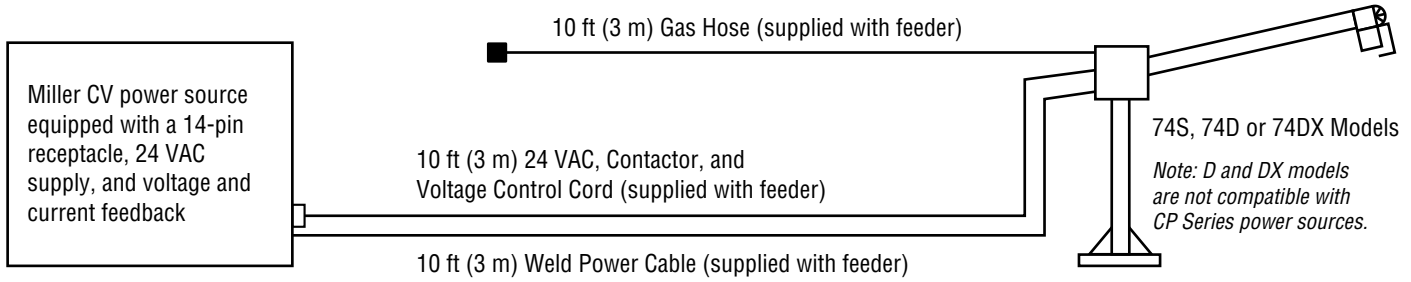 10 ft (3 m) Gas Hose (supplied with feeder)
Miller CV power source
equipped with a 14-pin
receptacle, 24 VAC
supply, and voltage and
current feedback
10 ft (3 m) 24 VAC, Contactor, and
Voltage Control Cord (supplied with feeder)
10 ft (3 m) Weld Power Cable (supplied with feeder)
74S, 74D or 74DX Models
Note: D and DX models
are not compatible with
CP Series power sources.